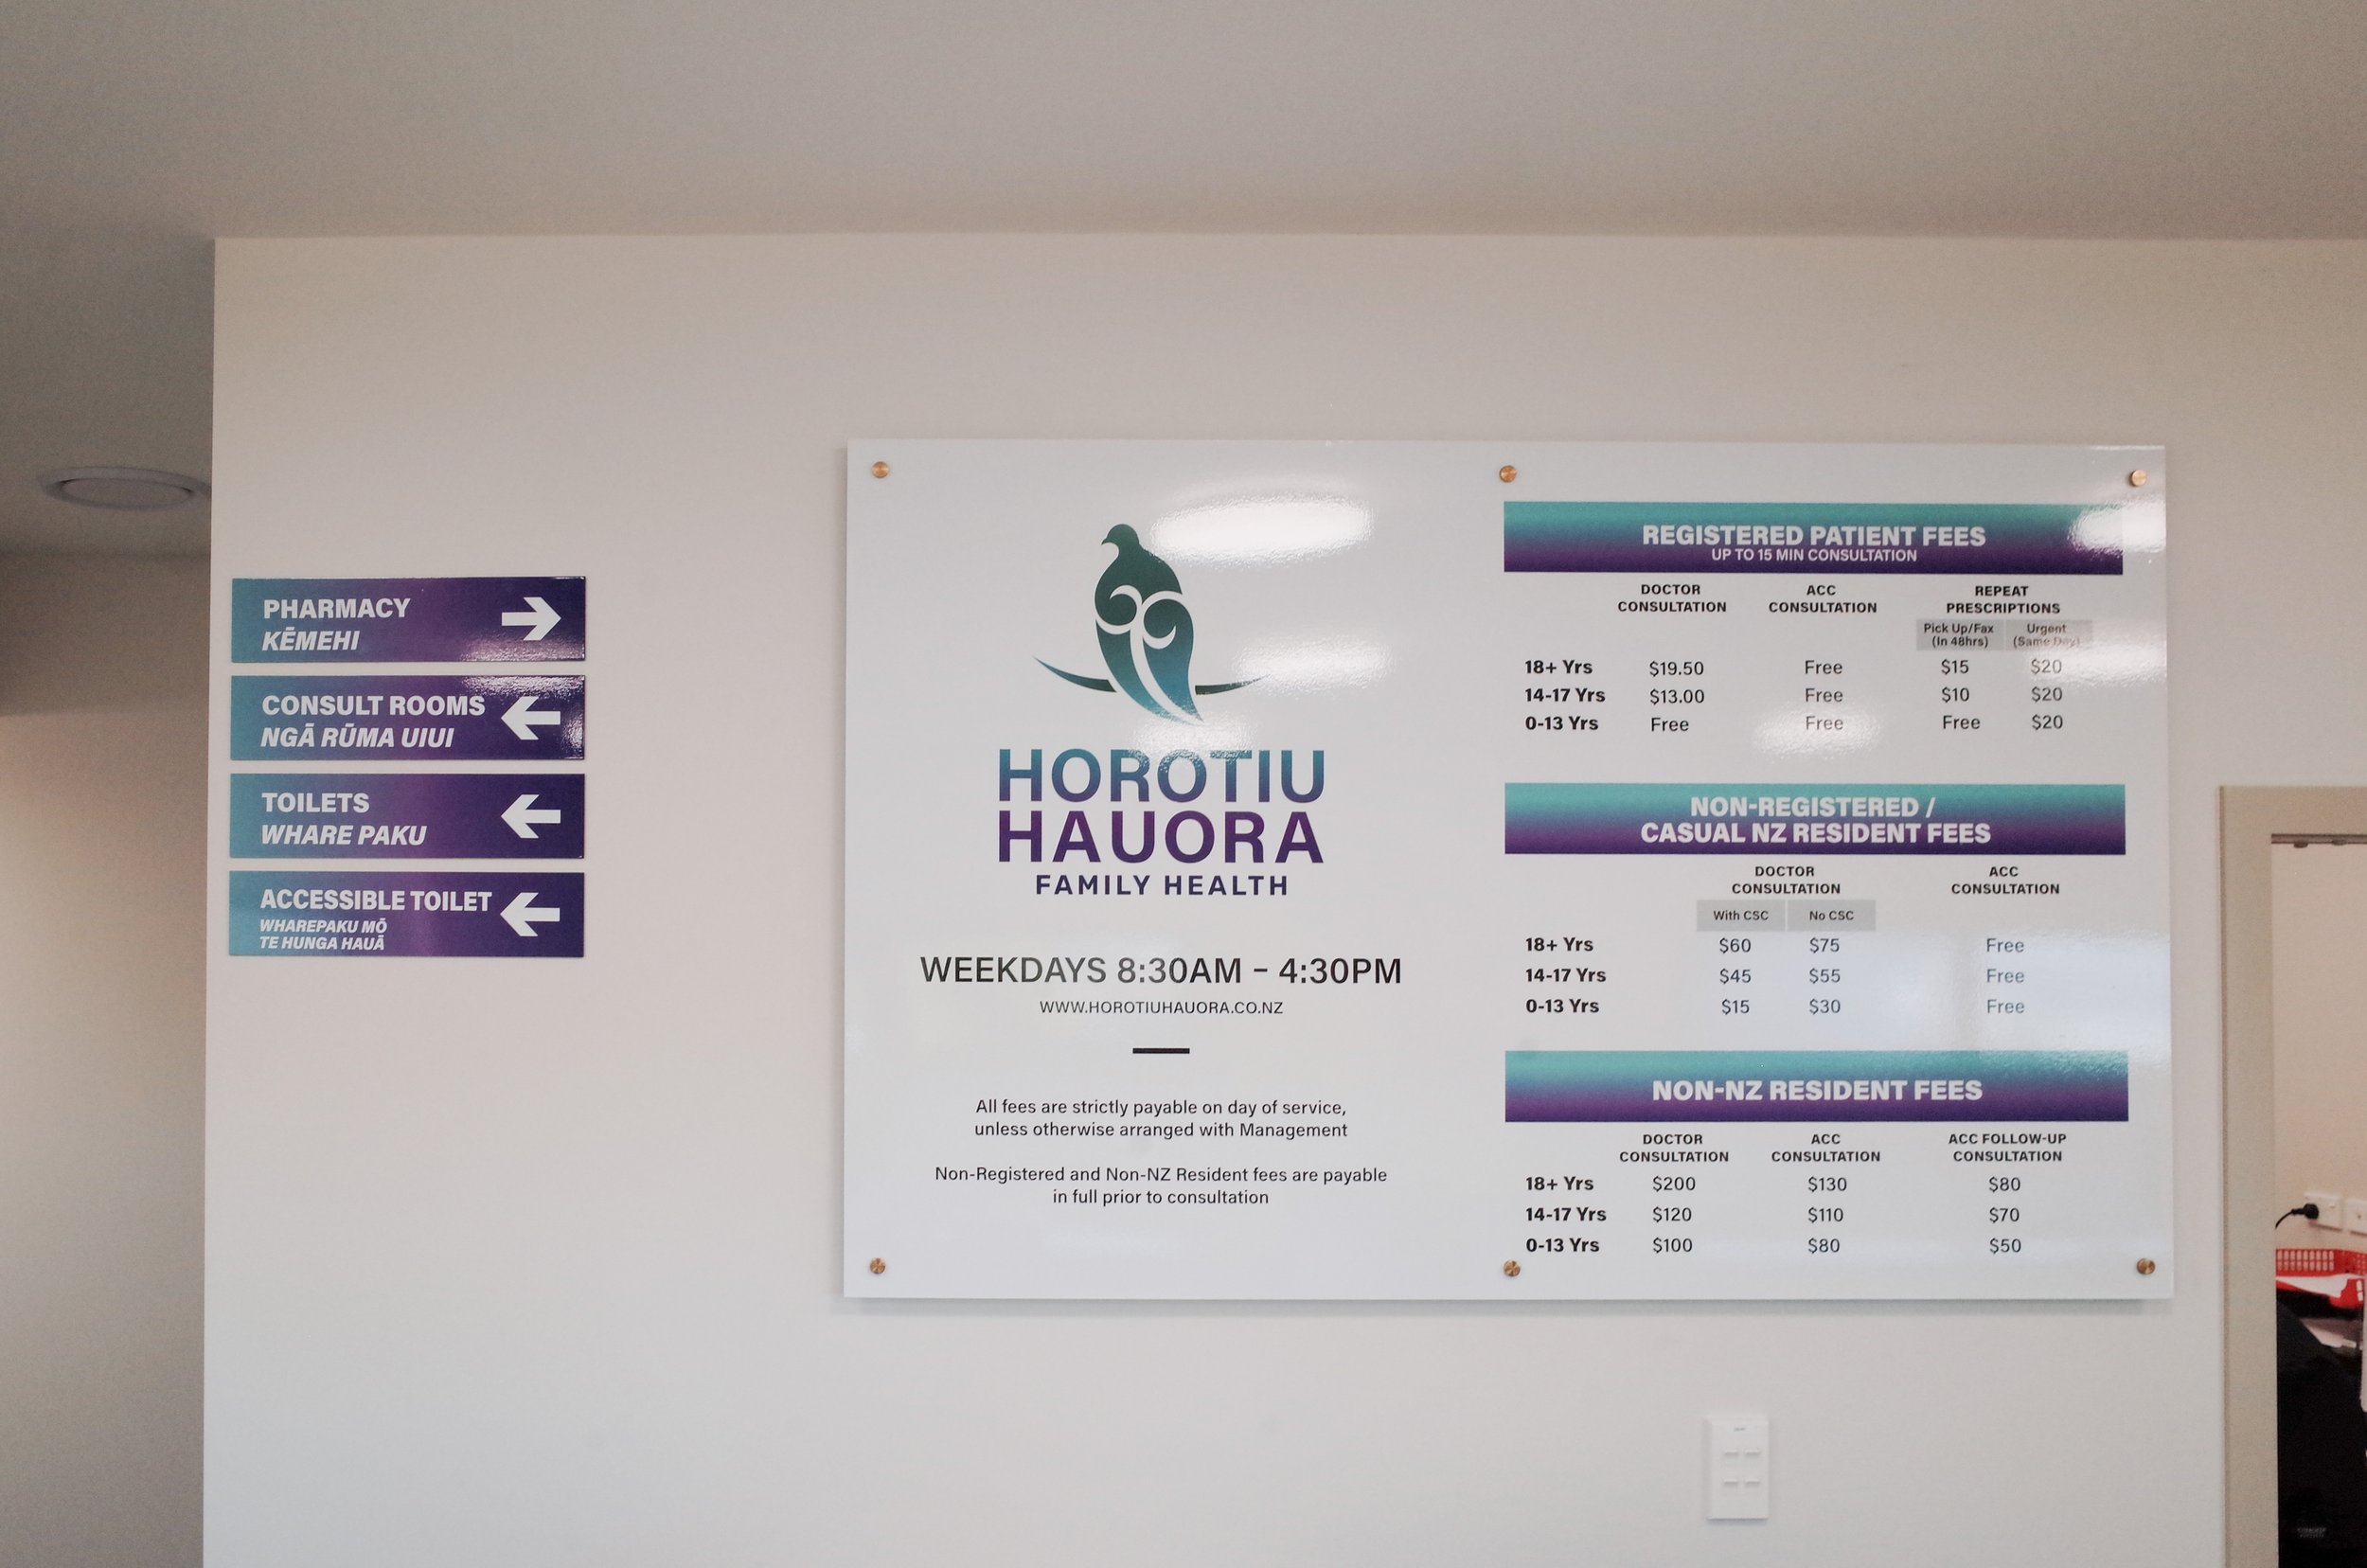 PHARMACY
KĒMEHI
CONSULT ROOMS
NGĀ RŪMA UIUI
TOILETS
WHARE PAKU
ACCESSIBLE TOILET
WHAREPAKU MŌ
TE HUNGA HAUĀ
HOROTIU
HAUORA
FAMILY HEALTH
WEEKDAYS 8:30AM – 4:30PM
WWW.HOROTIUHAUORA.CO.NZ
All fees are strictly payable on day of service,
unless otherwise arranged with Management
Non-Registered and Non-NZ Resident fees are payable
in full prior to consultation
REGISTERED PATIENT FEES
UP TO 15 MIN CONSULTATION
DOCTOR ACC REPEAT
CONSULTATION CONSULTATION PRESCRIPTIONS
Pick Up/Fax Urgent
(In 48hrs) (Same Day)
18+ Yrs $19.50 Free $15 $20
14-17 Yrs $13.00 Free $10 $20
0-13 Yrs Free Free Free $20
NON-REGISTERED /
CASUAL NZ RESIDENT FEES
DOCTOR ACC
CONSULTATION CONSULTATION
With CSC No CSC
18+ Yrs $60 $75 Free
14-17 Yrs $45 $55 Free
0-13 Yrs $15 $30 Free
NON-NZ RESIDENT FEES
DOCTOR ACC ACC FOLLOW-UP
CONSULTATION CONSULTATION CONSULTATION
18+ Yrs $200 $130 $80
14-17 Yrs $120 $110 $70
0-13 Yrs $100 $80 $50